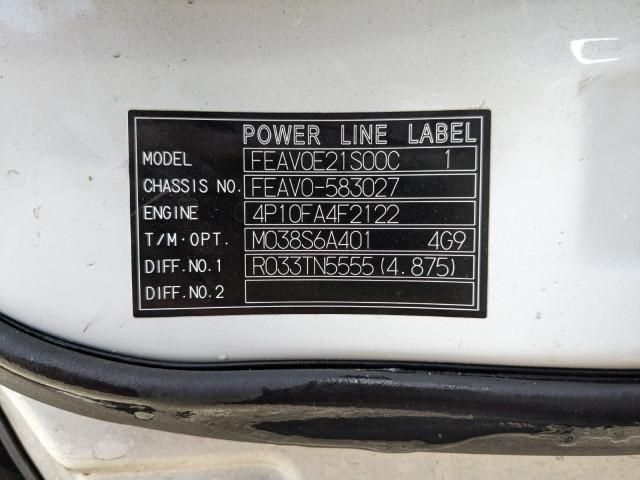 POWER LINE LABEL
MODEL FEAV0E21S00C 1
CHASSIS NO. FEAV0-583027
ENGINE 4P10FA4F2122
T/M·OPT. M038S6A401 4G9
DIFF.NO.1 R033TN5555(4.875)
DIFF.NO.2